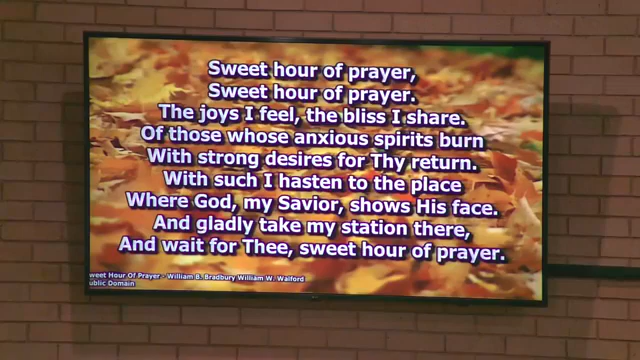 Sweet hour of prayer,
Sweet hour of prayer.
The joys I feel, the bliss I share.
Of those whose anxious spirits burn
With strong desires for Thy return.
With such I hasten to the place
Where God, my Savior, shows His face.
And gladly take my station there,
And wait for Thee, sweet hour of prayer.
weet Hour Of Prayer - William B. Bradbury William W. Walford
ublic Domain